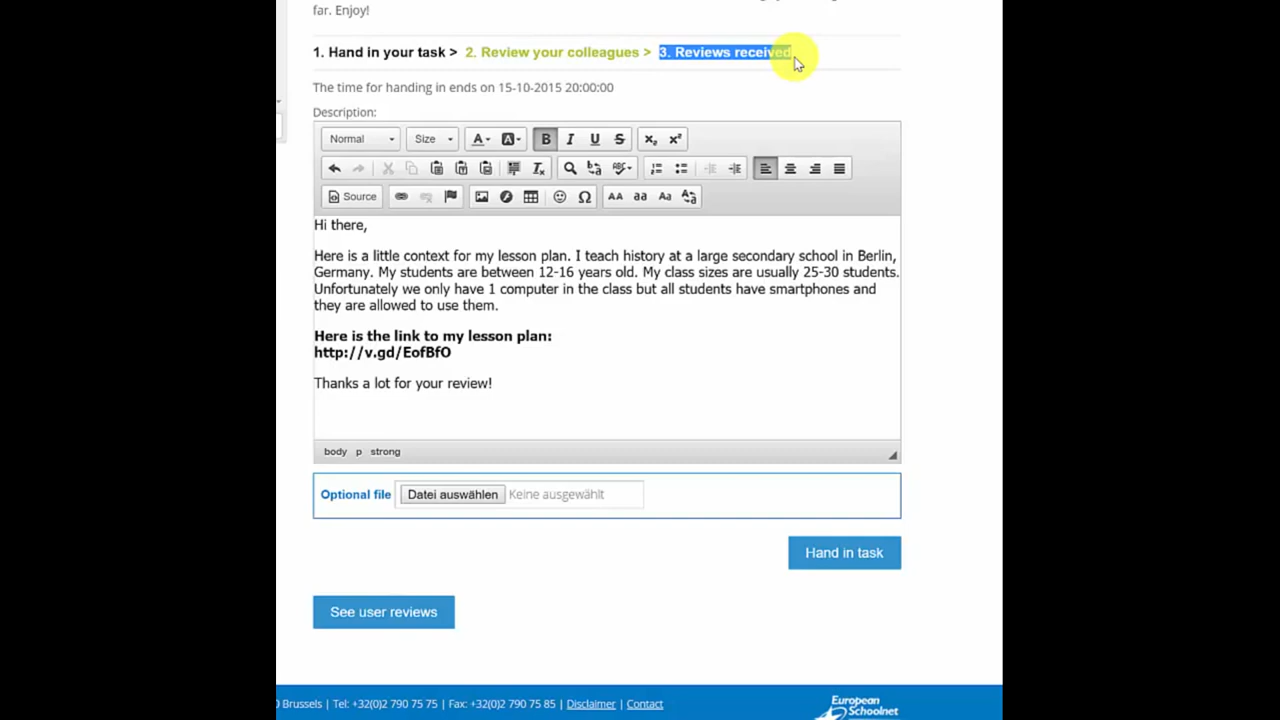 far. Enjoy!
1. Hand in your task > 2. Review your colleagues > 3. Reviews received
The time for handing in ends on 15-10-2015 20:00:00
Description:
Normal Size A A B I U S x₂ x²
Source AA aa Aa
Hi there,
Here is a little context for my lesson plan. I teach history at a large secondary school in Berlin,
Germany. My students are between 12-16 years old. My class sizes are usually 25-30 students.
Unfortunately we only have 1 computer in the class but all students have smartphones and
they are allowed to use them.
Here is the link to my lesson plan:
http://v.gd/EofBfO
Thanks a lot for your review!
body p strong
Optional file Datei auswählen Keine ausgewählt
Hand in task
See user reviews
Brussels | Tel: +32(0)2 790 75 75 | Fax: +32(0)2 790 75 85 | Disclaimer | Contact
European
Schoolnet